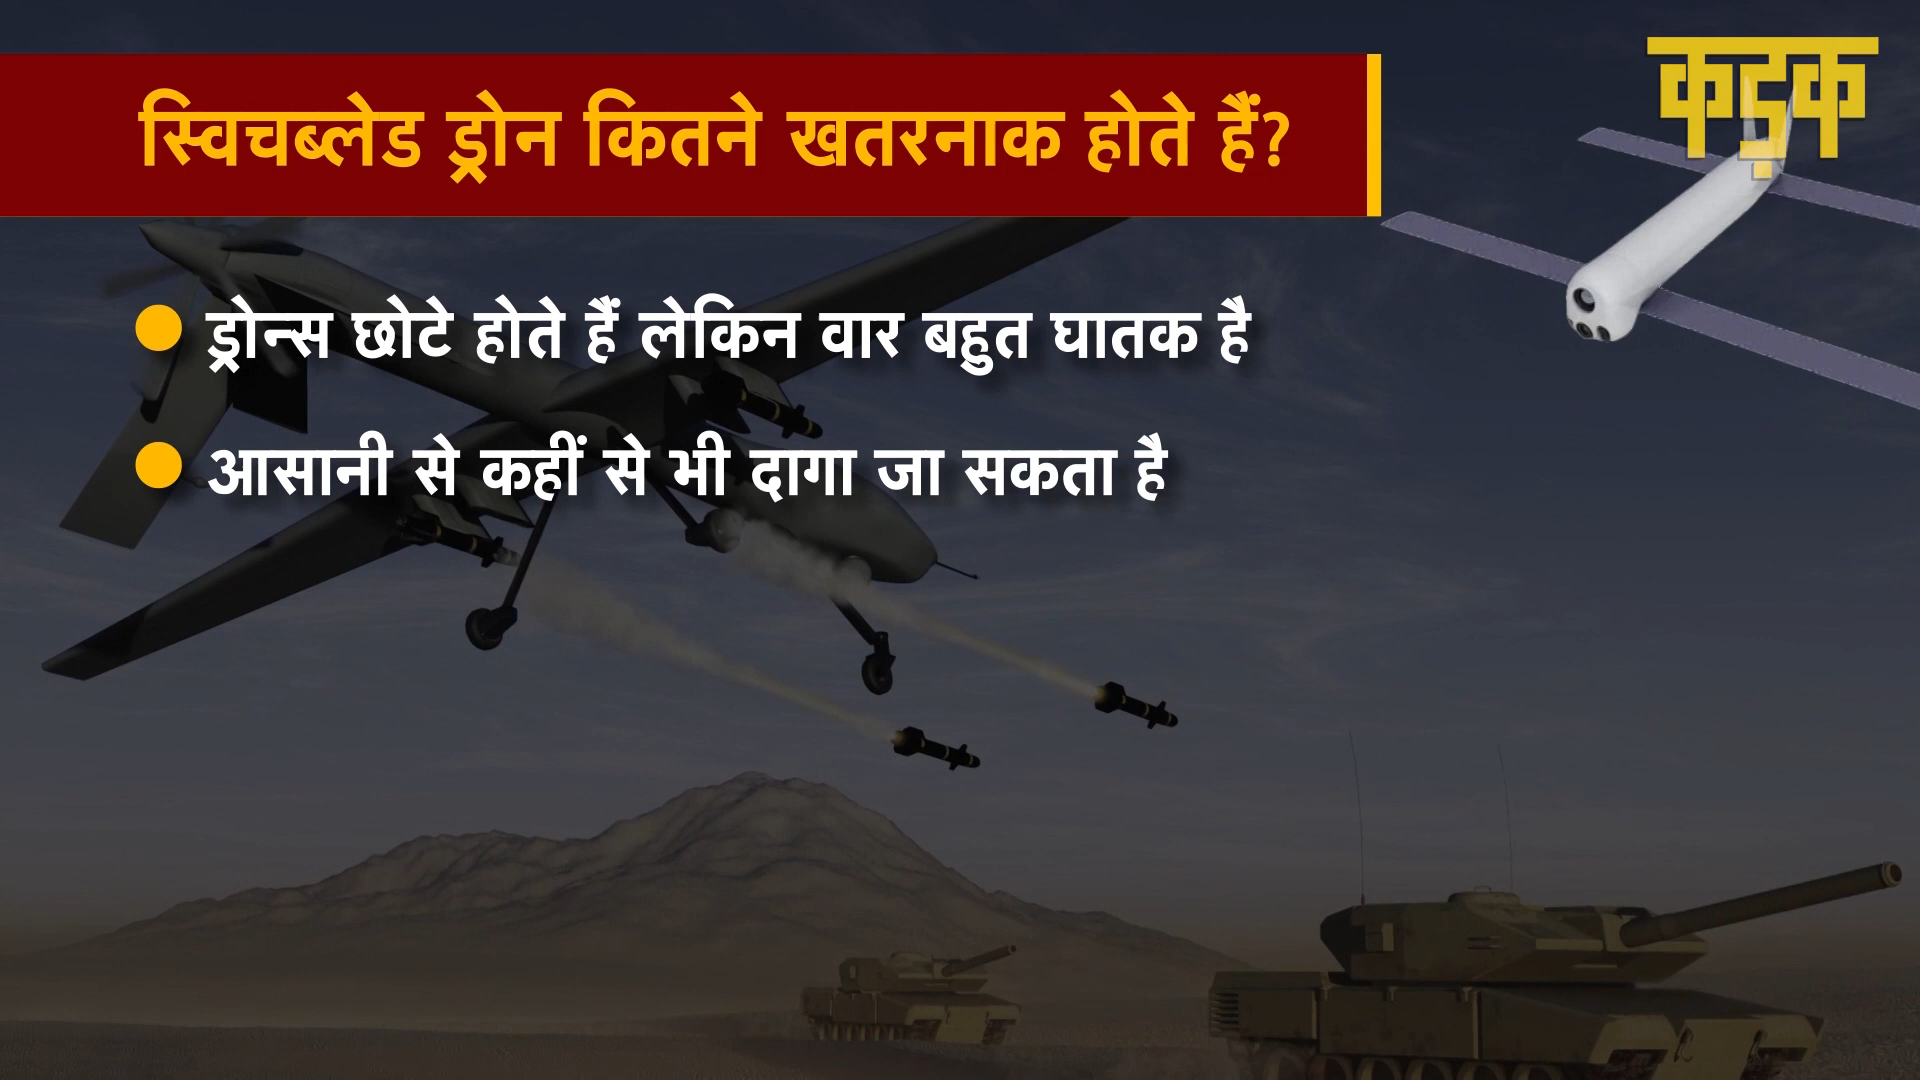 कड़क
स्विचब्लेड ड्रोन कितने खतरनाक होते हैं?
ड्रोन्स छोटे होते हैं लेकिन वार बहुत घातक है
आसानी से कहीं से भी दागा जा सकता है